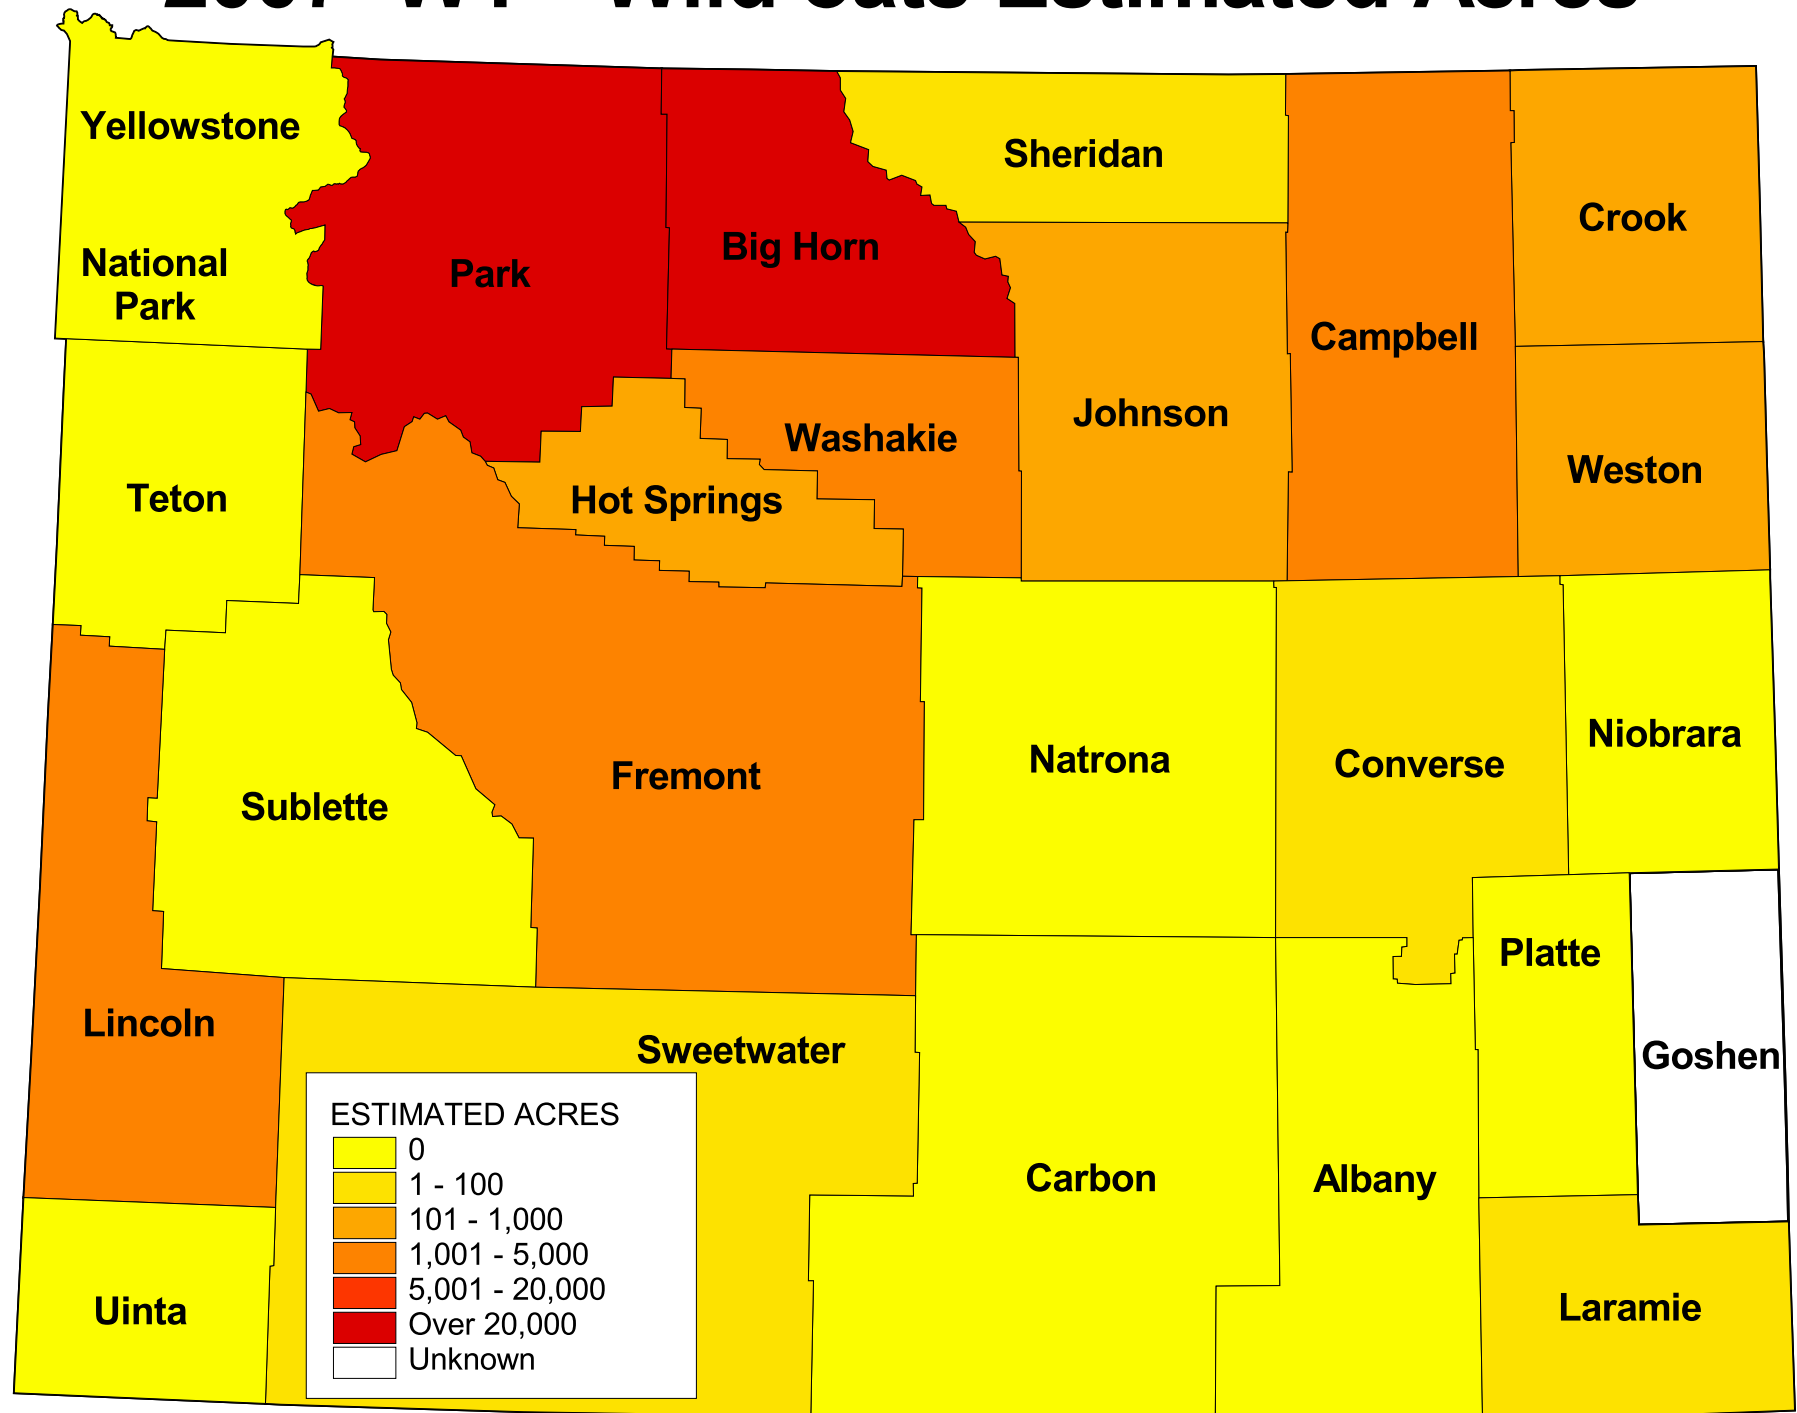 Yellowstone
National
Park
Park
Big Horn
Sheridan
Campbell
Crook
Johnson
Washakie
Hot Springs
Weston
Teton
Sublette
Fremont
Natrona
Converse
Niobrara
Platte
Goshen
Lincoln
Sweetwater
Carbon
Albany
Laramie
Uinta
ESTIMATED ACRES
0
1 - 100
101 - 1,000
1,001 - 5,000
5,001 - 20,000
Over 20,000
Unknown